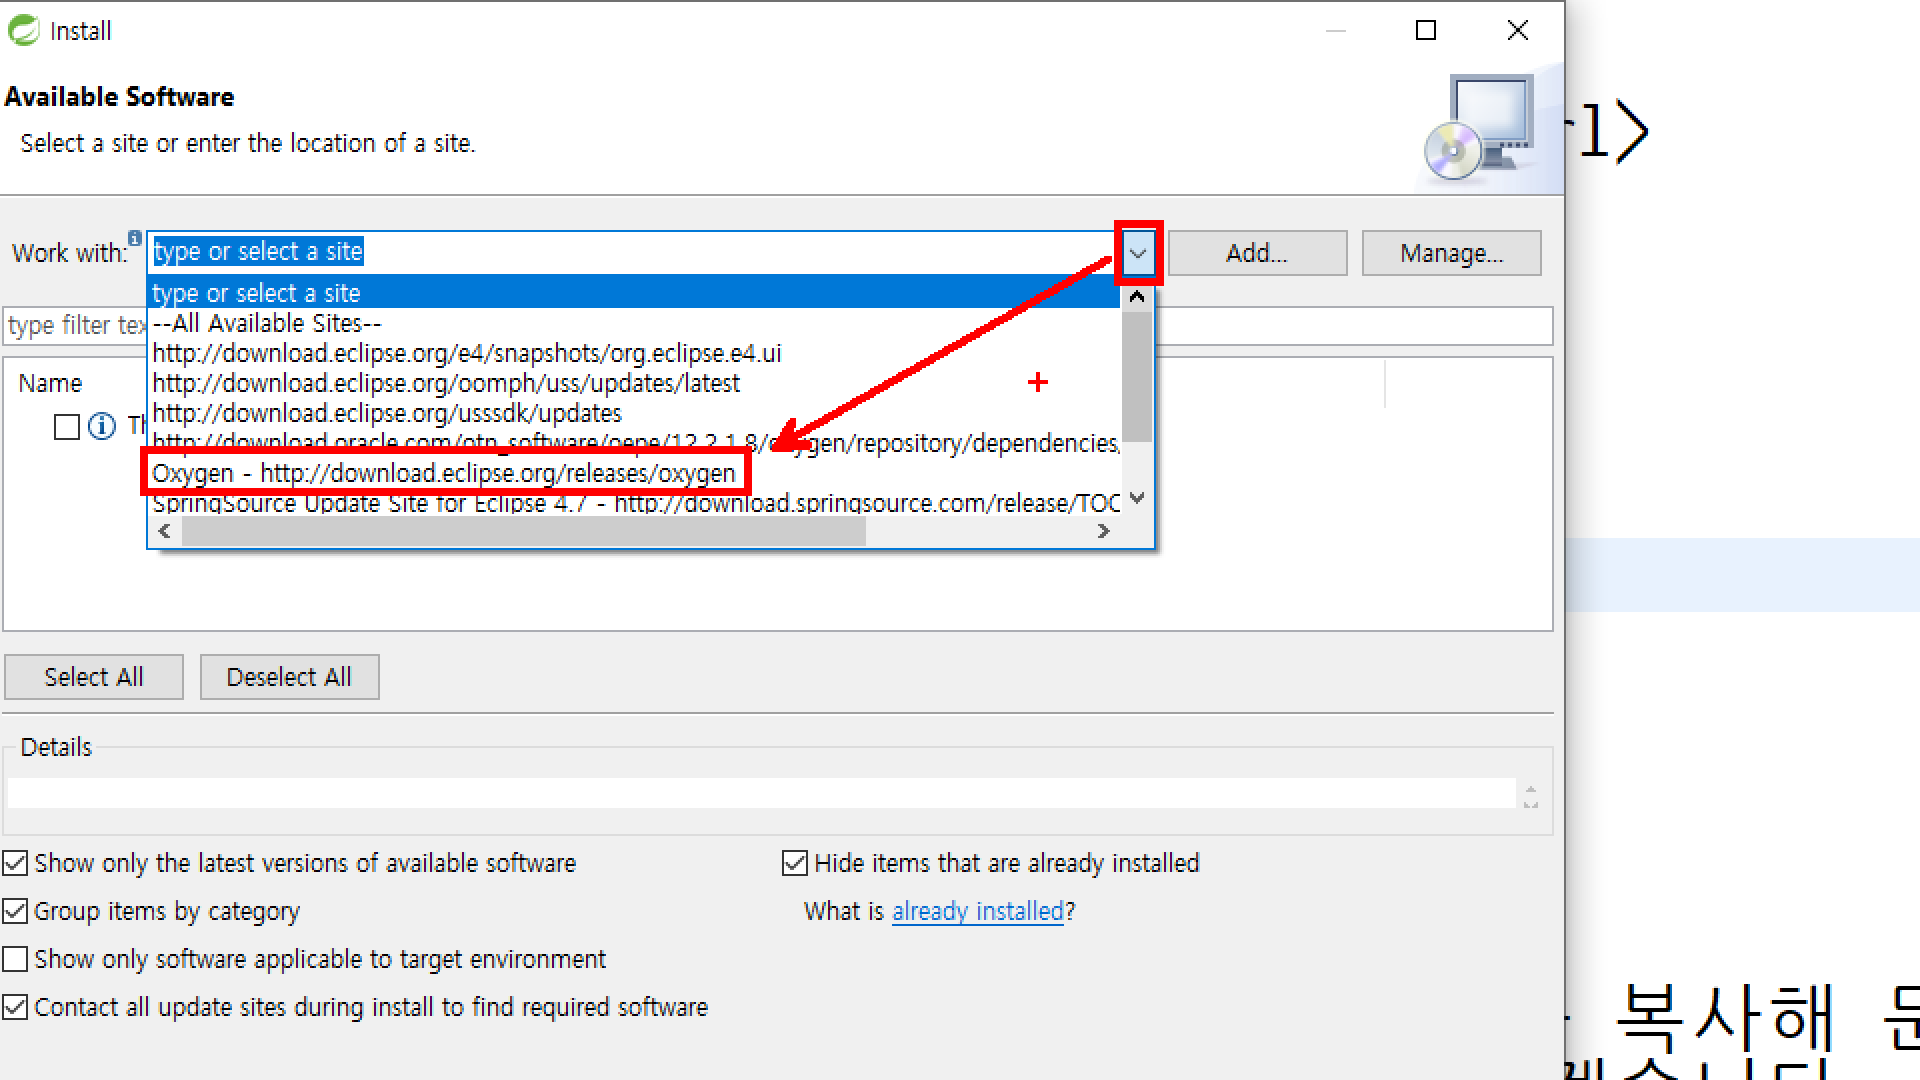 Install
Available Software
Select a site or enter the location of a site.
Work with:
type or select a site
Add...
Manage...
type or select a site
type filter tex
--All Available Sites--
http://download.eclipse.org/e4/snapshots/org.eclipse.e4.ui
Name
http://download.eclipse.org/oomph/uss/updates/latest
http://download.eclipse.org/usssdk/updates
Th
http://download.oracle.com/otn_software/oepe/12.2.1.8/oxygen/repository/dependencies,
Oxygen - http://download.eclipse.org/releases/oxygen
SpringSource Update Site for Eclipse 4.7 - http://download.springsource.com/release/TOC
Select All
Deselect All
Details
Show only the latest versions of available software
Hide items that are already installed
Group items by category
What is already installed?
Show only software applicable to target environment
Contact all update sites during install to find required software
l>
복사해